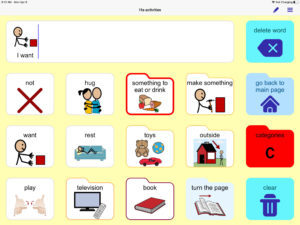 Hs-activities
delete word
I want
not
hug
something to
eat or drink
make something
go back to
main page
want
rest
toys
outside
categories
C
play
television
book
turn the page
clear